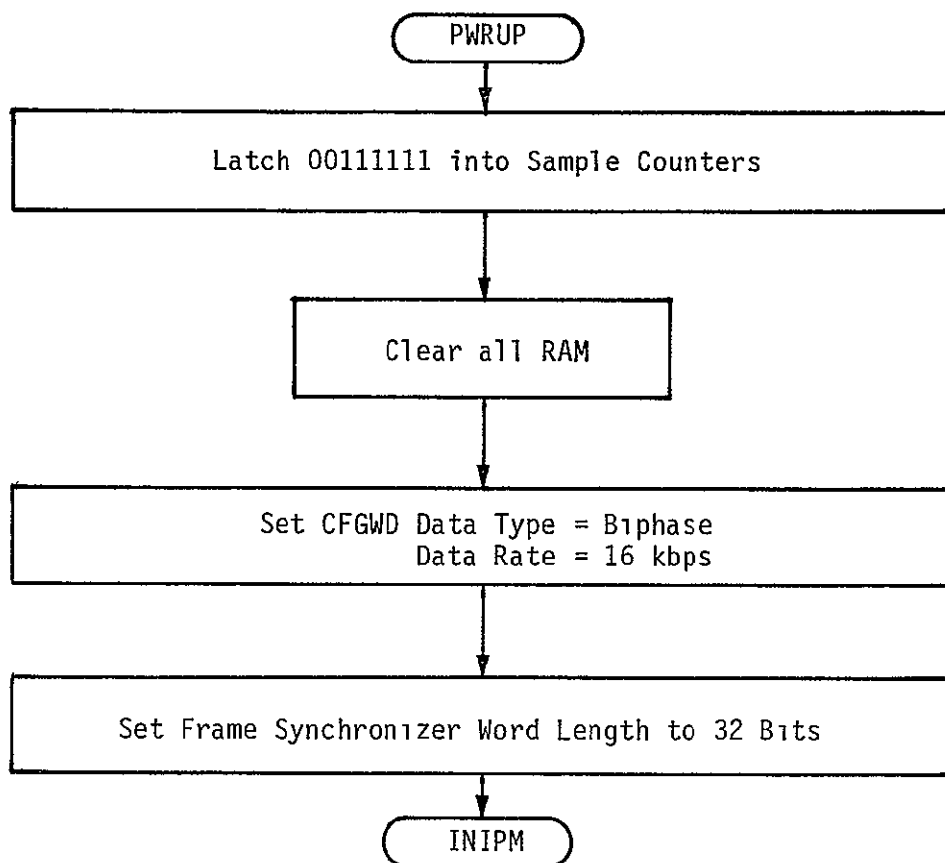 PWRUP
Latch 00111111 into Sample Counters
Clear all RAM
Set CFGWD Data Type = Biphase
Data Rate = 16 kbps
Set Frame Synchronizer Word Length to 32 Bits
INIPM